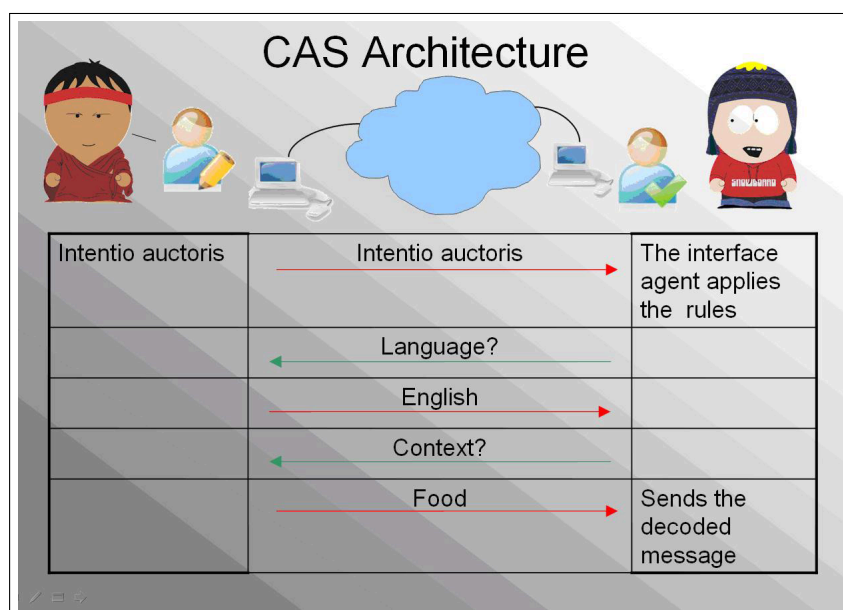 CAS Architecture
SNOWBOARD
Intentio auctoris
Intentio auctoris
The interface
agent applies
the rules
Language?
English
Context?
Food
Sends the
decoded
message